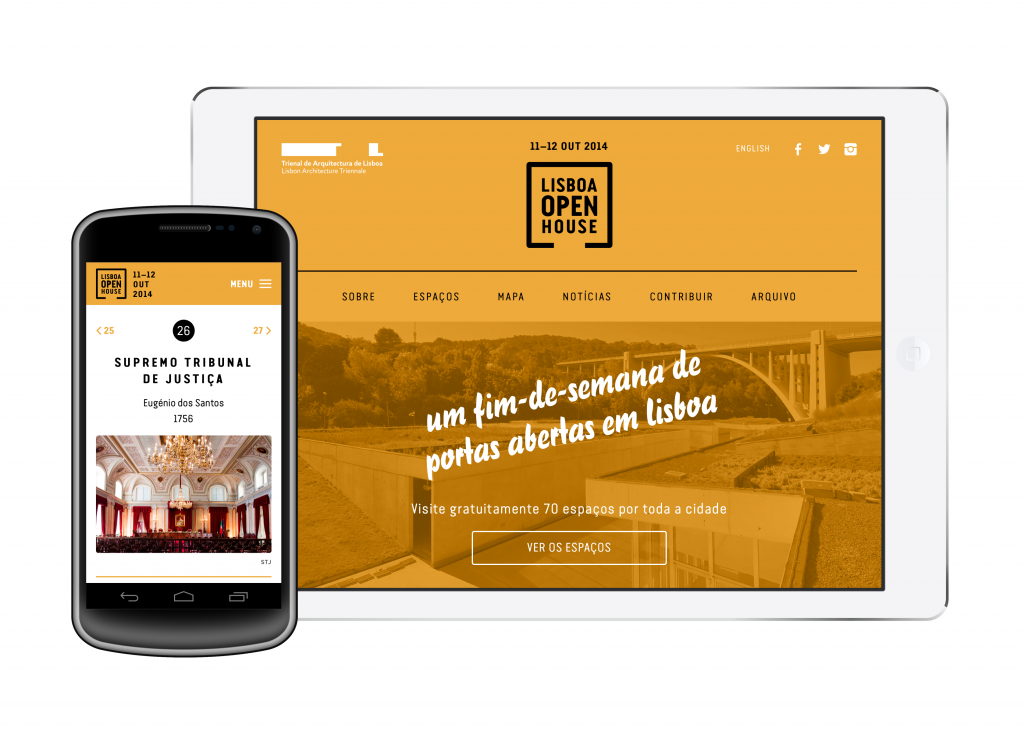 Trienal de Arquitectura de Lisboa
Lisbon Architecture Triennale
11–12 OUT 2014
ENGLISH
LISBOA
OPEN
HOUSE
SOBRE
ESPAÇOS
MAPA
NOTÍCIAS
CONTRIBUIR
ARQUIVO
um fim-de-semana de
portas abertas em lisboa
Visite gratuitamente 70 espaços por toda a cidade
VER OS ESPAÇOS
LISBOA
OPEN
HOUSE
11–12
OUT
2014
MENU
25
26
27
SUPREMO TRIBUNAL
DE JUSTIÇA
Eugénio dos Santos
1756
STJ